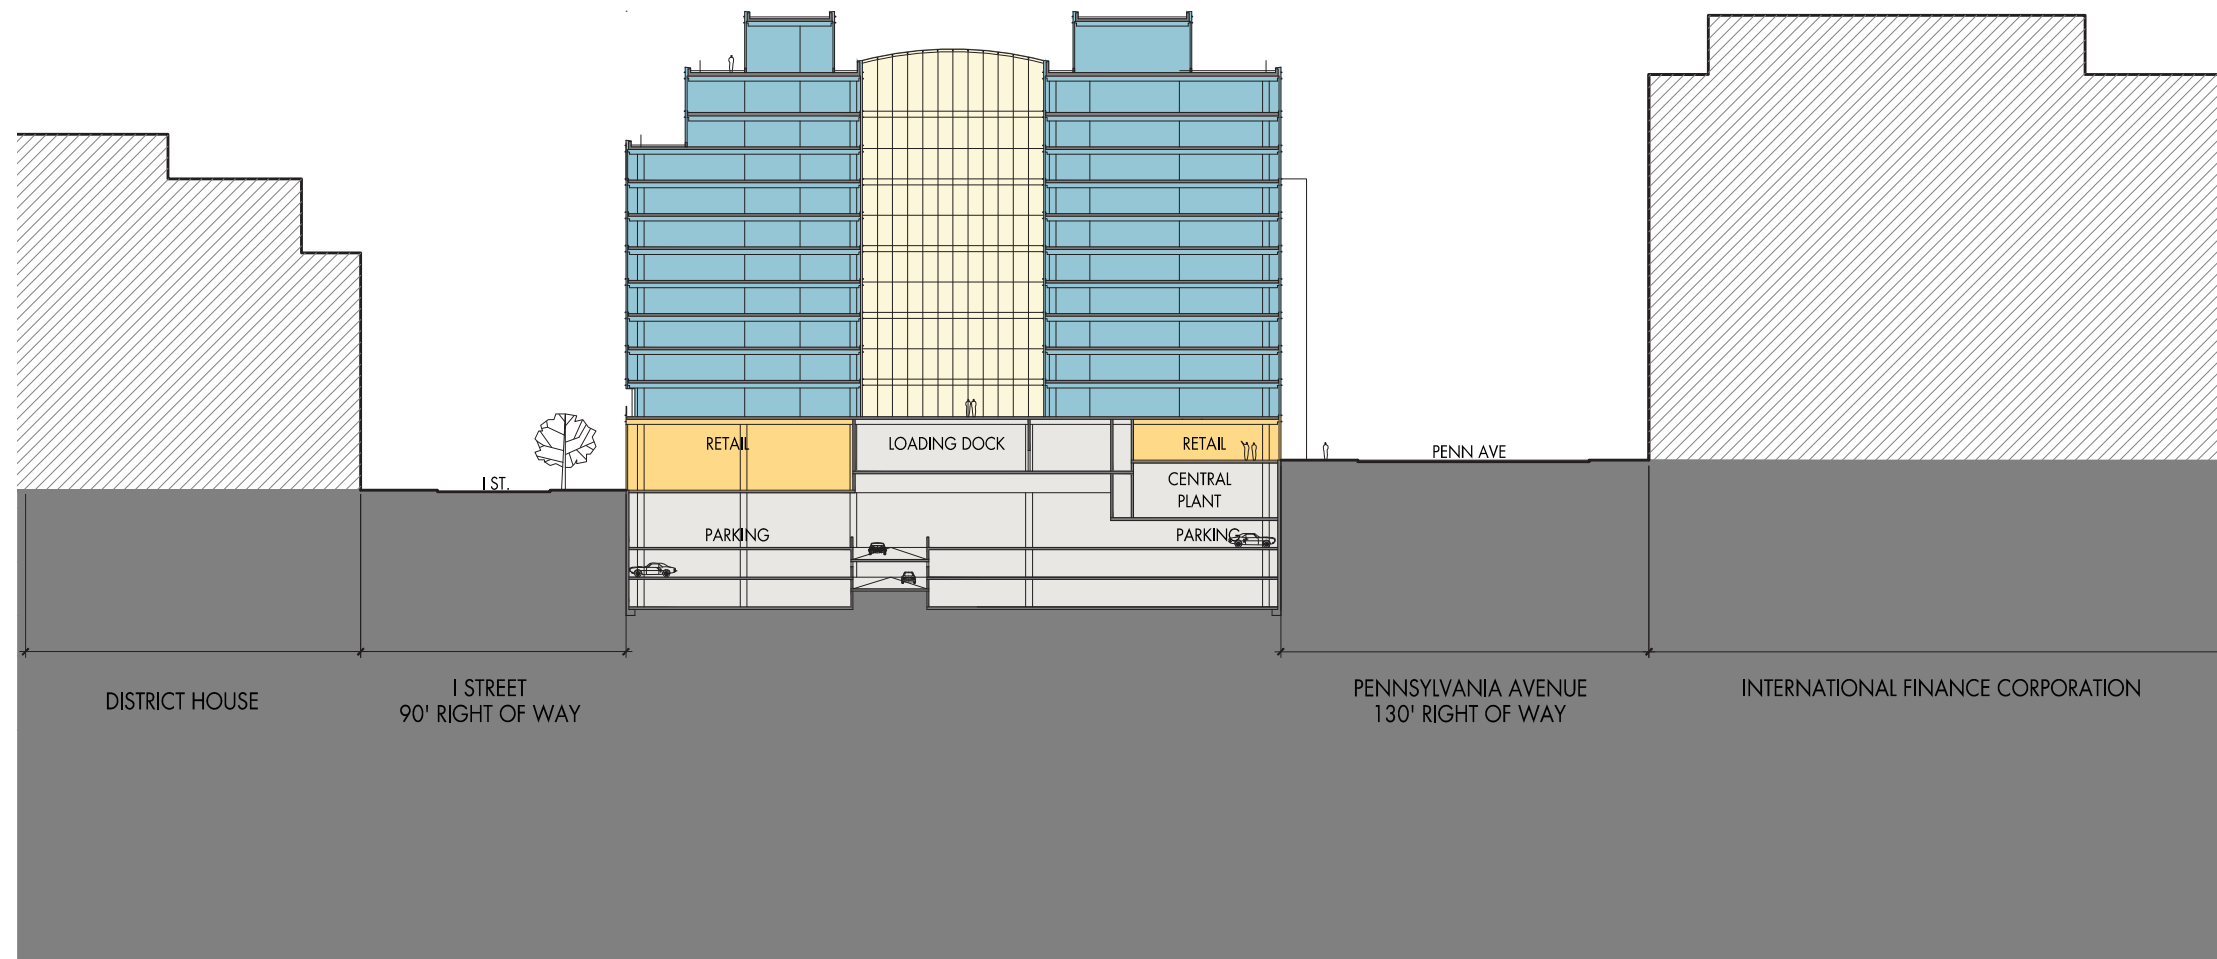 RETAIL
LOADING DOCK
RETAIL
PENN AVE
CENTRAL
PLANT
I ST.
PARKING
PARKING
DISTRICT HOUSE
I STREET
90' RIGHT OF WAY
PENNSYLVANIA AVENUE
130' RIGHT OF WAY
INTERNATIONAL FINANCE CORPORATION